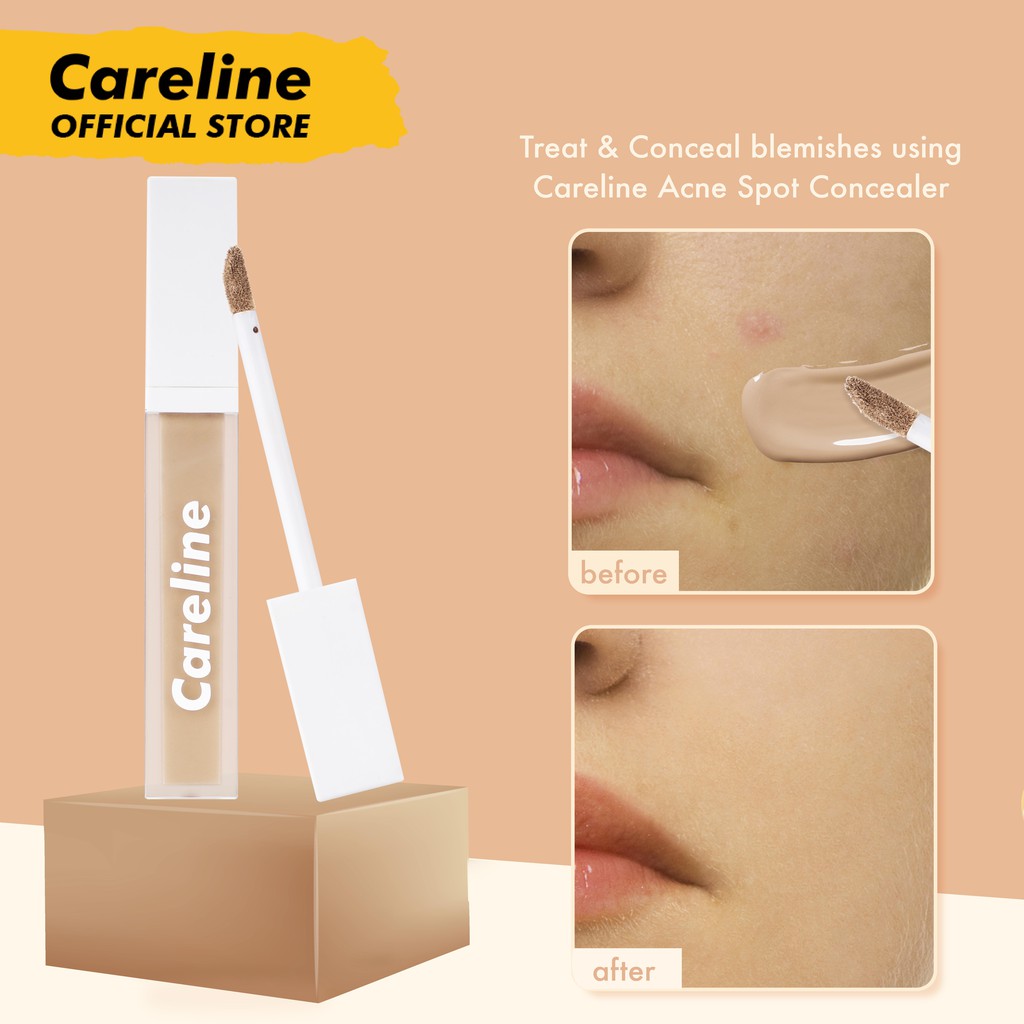 Careline
OFFICIAL STORE
Treat & Conceal blemishes using
Careline Acne Spot Concealer
Careline
before
after